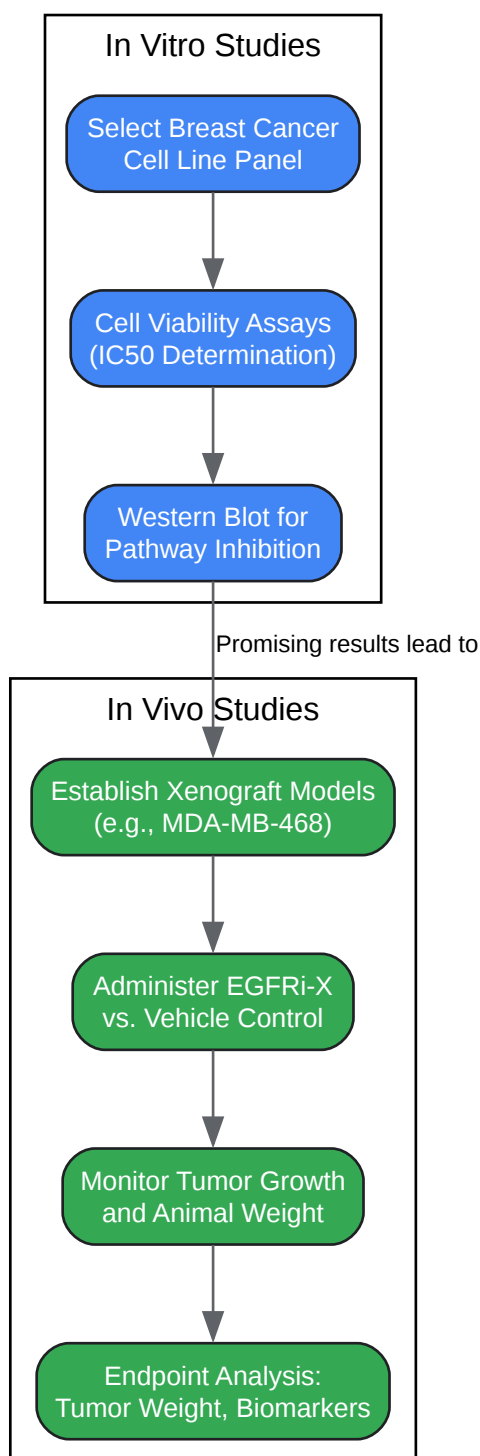 In Vitro Studies
Select Breast Cancer
Cell Line Panel
Cell Viability Assays
(IC50 Determination)
Western Blot for
Pathway Inhibition
Promising results lead to
In Vivo Studies
Establish Xenograft Models
(e.g., MDA-MB-468)
Administer EGFRi-X
vs. Vehicle Control
Monitor Tumor Growth
and Animal Weight
Endpoint Analysis:
Tumor Weight, Biomarkers